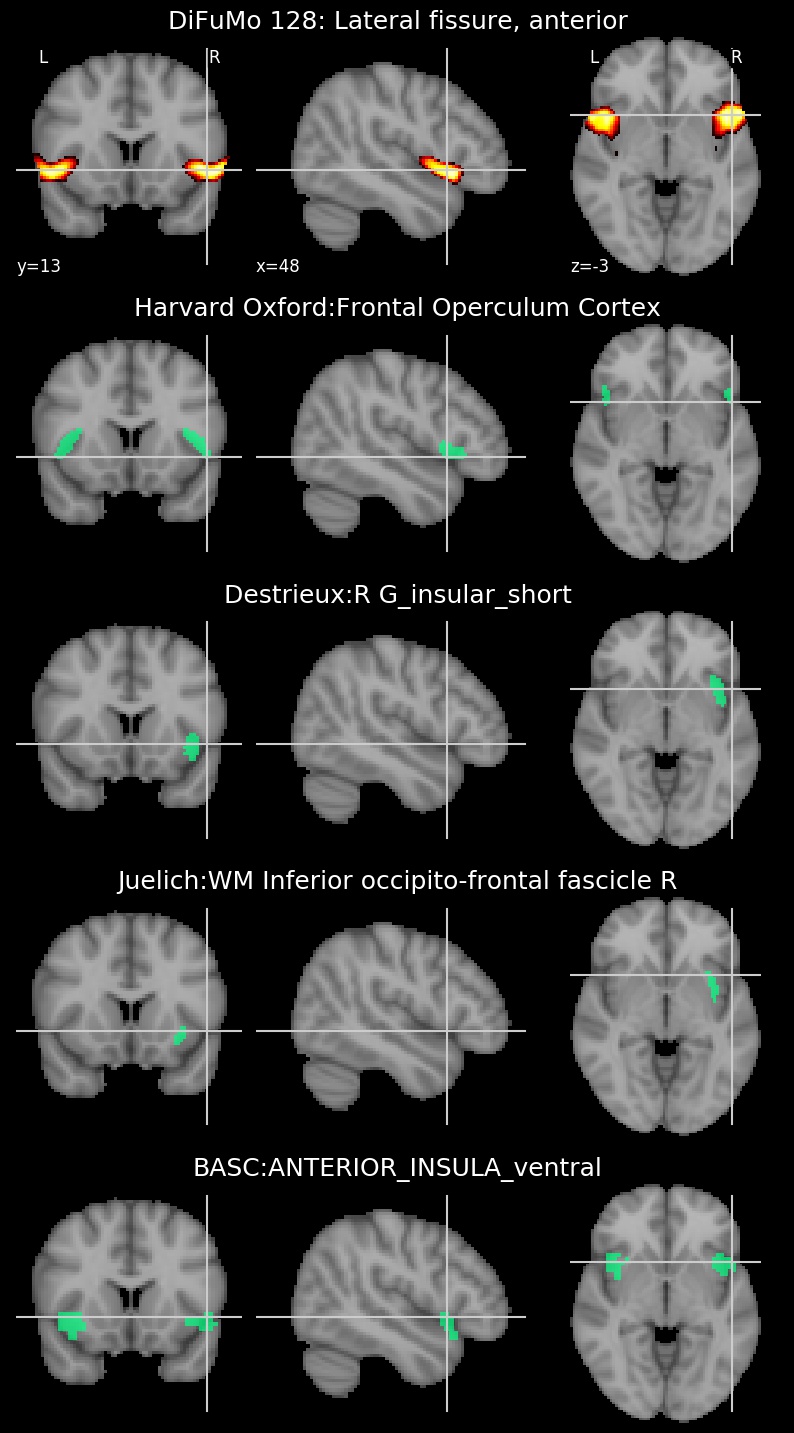 DiFuMo 128: Lateral fissure, anterior
L R L R
y=13 x=48 z=-3
Harvard Oxford:Frontal Operculum Cortex
Destrieux:R G_insular_short
Juelich:WM Inferior occipito-frontal fascicle R
BASC:ANTERIOR_INSULA_ventral